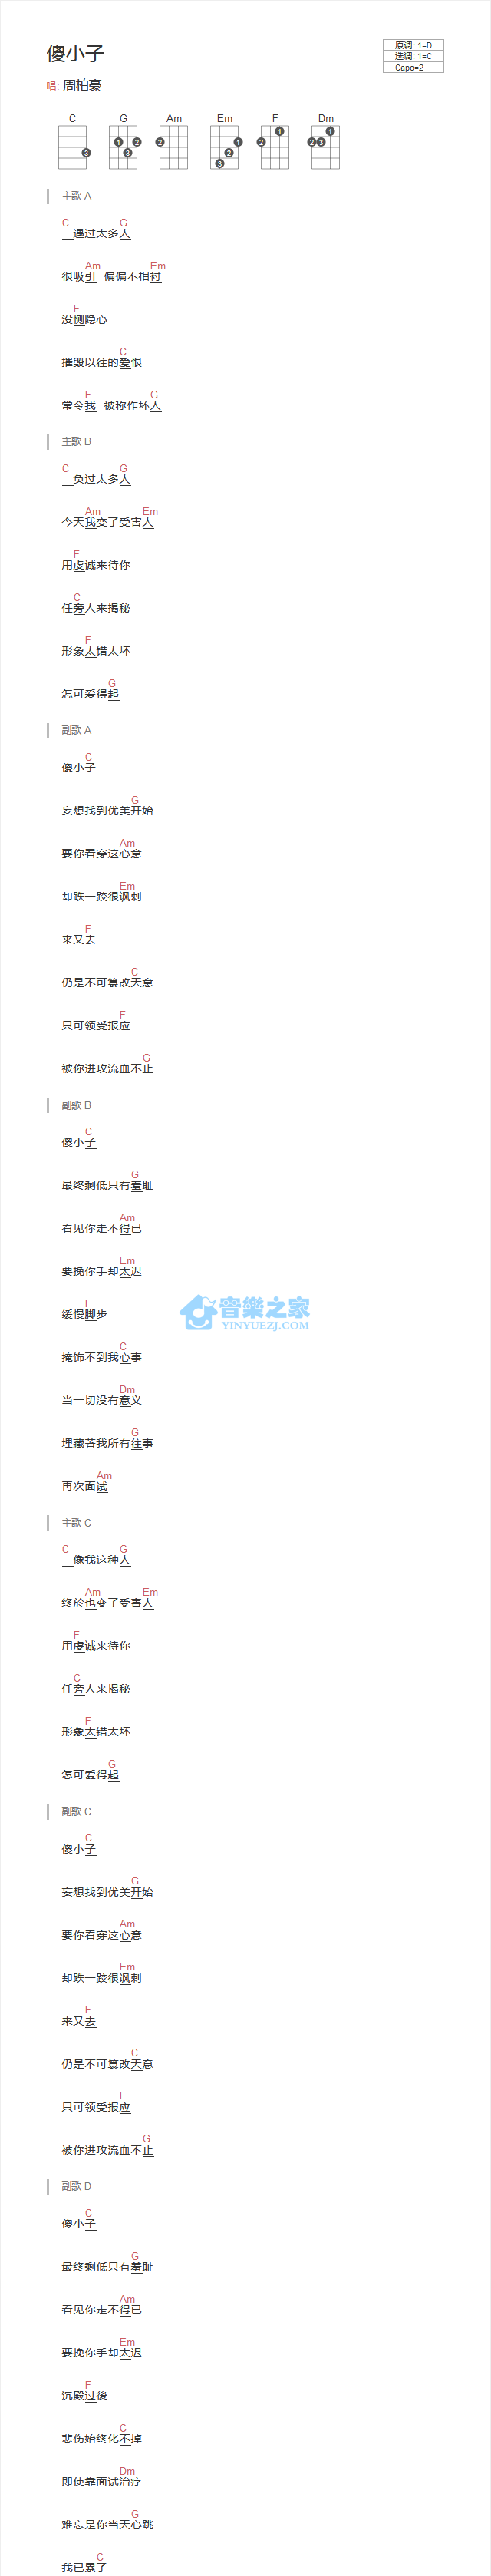 傻小子
原调: 1=D
选调: 1=C
Capo=2
唱: 周柏豪
C G Am Em F Dm
3 1 2 3 2 1 2 3 1 2 1 2 3
主歌 A
C G
__遇过太多人
Am Em
很吸引 偏偏不相衬
F
没恻隐心
C
摧毁以往的爱恨
F G
常令我 被称作坏人
主歌 B
C G
__负过太多人
Am Em
今天我变了受害人
F
用虔诚来待你
C
任旁人来揭秘
F
形象太错太坏
G
怎可爱得起
副歌 A
C
傻小子
G
妄想找到优美开始
Am
要你看穿这心意
Em
却跌一跤很讽刺
F
来又去
C
仍是不可篡改天意
F
只可领受报应
G
被你进攻流血不止
副歌 B
C
傻小子
G
最终剩低只有羞耻
Am
看见你走不得已
Em
要挽你手却太迟
F
缓慢脚步
C
掩饰不到我心事
Dm
当一切没有意义
G
埋藏著我所有往事
Am
再次面试
音樂之家
YINYUEZJ.COM
主歌 C
C G
__像我这种人
Am Em
终於也变了受害人
F
用虔诚来待你
C
任旁人来揭秘
F
形象太错太坏
G
怎可爱得起
副歌 C
C
傻小子
G
妄想找到优美开始
Am
要你看穿这心意
Em
却跌一跤很讽刺
F
来又去
C
仍是不可篡改天意
F
只可领受报应
G
被你进攻流血不止
副歌 D
C
傻小子
G
最终剩低只有羞耻
Am
看见你走不得已
Em
要挽你手却太迟
F
沉殿过後
C
悲伤始终化不掉
Dm
即使靠面试治疗
G
难忘是你当天心跳
C
我已累了